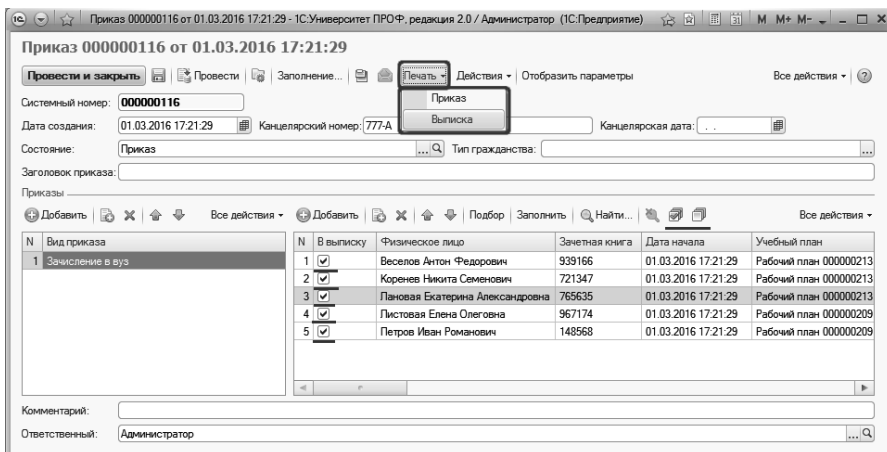 Приказ 000000116 от 01.03.2016 17:21:29 - 1С:Университет ПРОФ, редакция 2.0 / Администратор (1С:Предприятие) M M+ M-
Приказ 000000116 от 01.03.2016 17:21:29
Провести и закрыть Провести Заполнение... Печать Действия Отобразить параметры Все действия
Приказ
Выписка
Системный номер: 000000116
Дата создания: 01.03.2016 17:21:29 Канцелярский номер: 777-А Канцелярская дата: . .
Состояние: Приказ ... Тип гражданства: ...
Заголовок приказа:
Приказы
Добавить Все действия Добавить Подбор Заполнить Найти... Все действия
N Вид приказа N В выписку Физическое лицо Зачетная книга Дата начала Учебный план
1 Зачисление в вуз 1 Веселов Антон Федорович 939166 01.03.2016 17:21:29 Рабочий план 000000213
2 Коренев Никита Семенович 721347 01.03.2016 17:21:29 Рабочий план 000000213
3 Лановая Екатерина Александровна 765635 01.03.2016 17:21:29 Рабочий план 000000213
4 Листовая Елена Олеговна 967174 01.03.2016 17:21:29 Рабочий план 000000209
5 Петров Иван Романович 148568 01.03.2016 17:21:29 Рабочий план 000000209
Комментарий:
Ответственный: Администратор ...